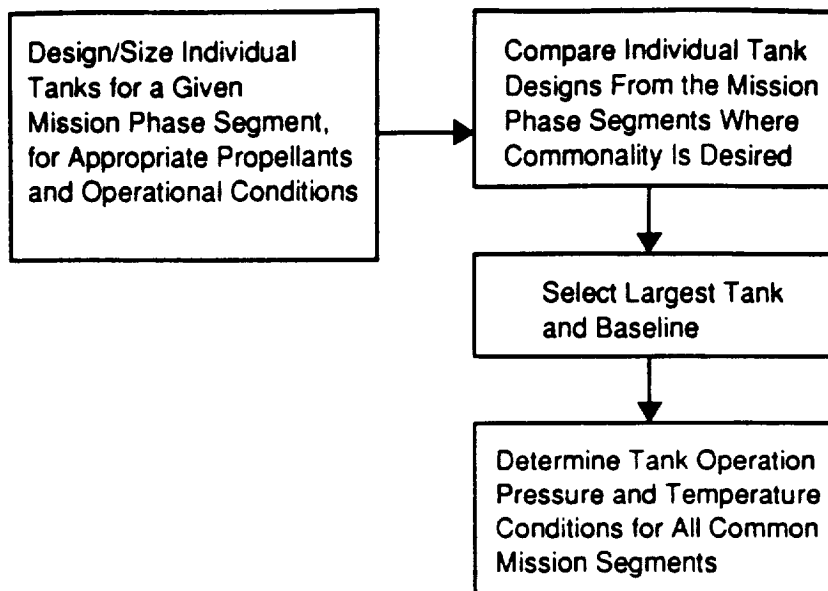 Design/Size Individual
Tanks for a Given
Mission Phase Segment,
for Appropriate Propellants
and Operational Conditions
Compare Individual Tank
Designs From the Mission
Phase Segments Where
Commonality Is Desired
Select Largest Tank
and Baseline
Determine Tank Operation
Pressure and Temperature
Conditions for All Common
Mission Segments